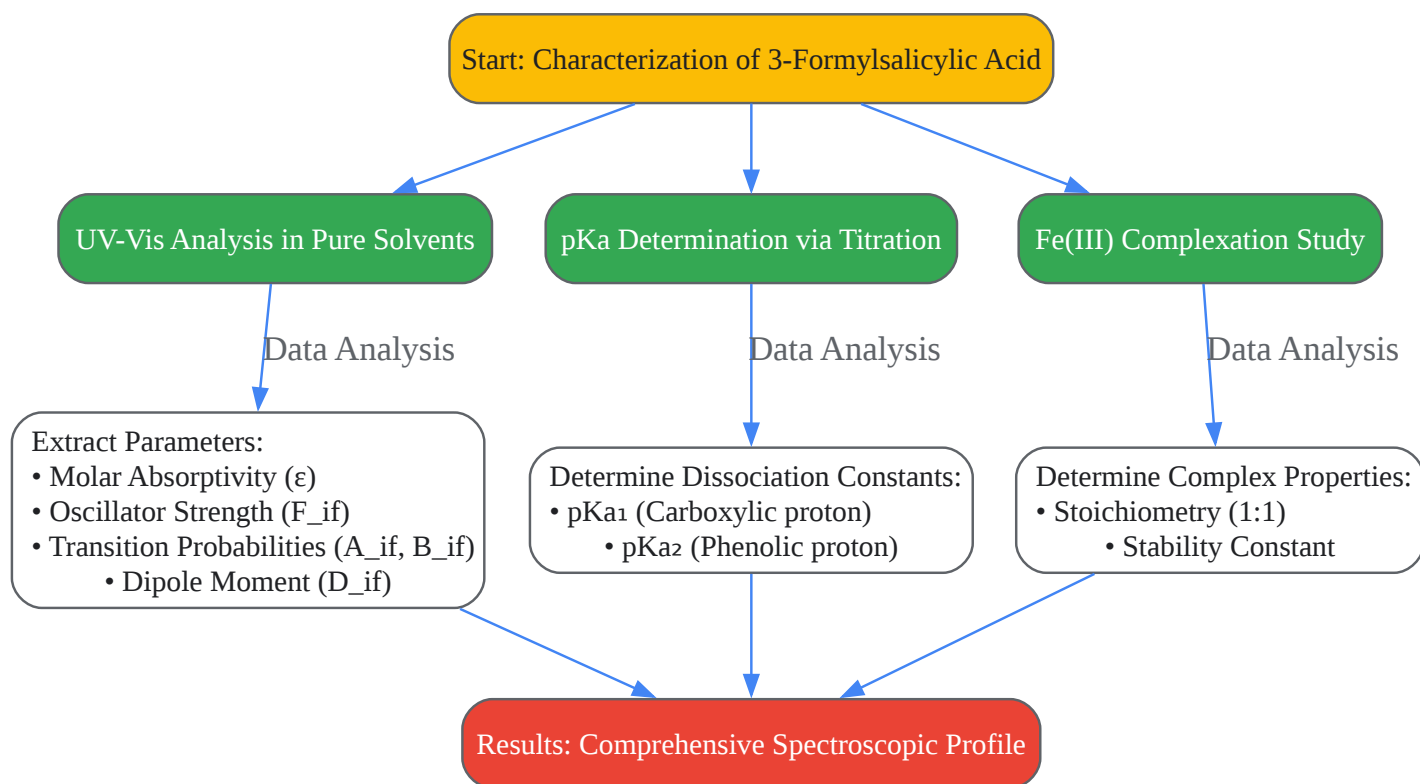 Start: Characterization of 3-Formylsalicylic Acid
UV-Vis Analysis in Pure Solvents
pKa Determination via Titration
Fe(III) Complexation Study
Data Analysis
Data Analysis
Data Analysis
Extract Parameters:
• Molar Absorptivity (ε)
• Oscillator Strength (F_if)
• Transition Probabilities (A_if, B_if)
• Dipole Moment (D_if)
Determine Dissociation Constants:
• pKa₁ (Carboxylic proton)
• pKa₂ (Phenolic proton)
Determine Complex Properties:
• Stoichiometry (1:1)
• Stability Constant
Results: Comprehensive Spectroscopic Profile